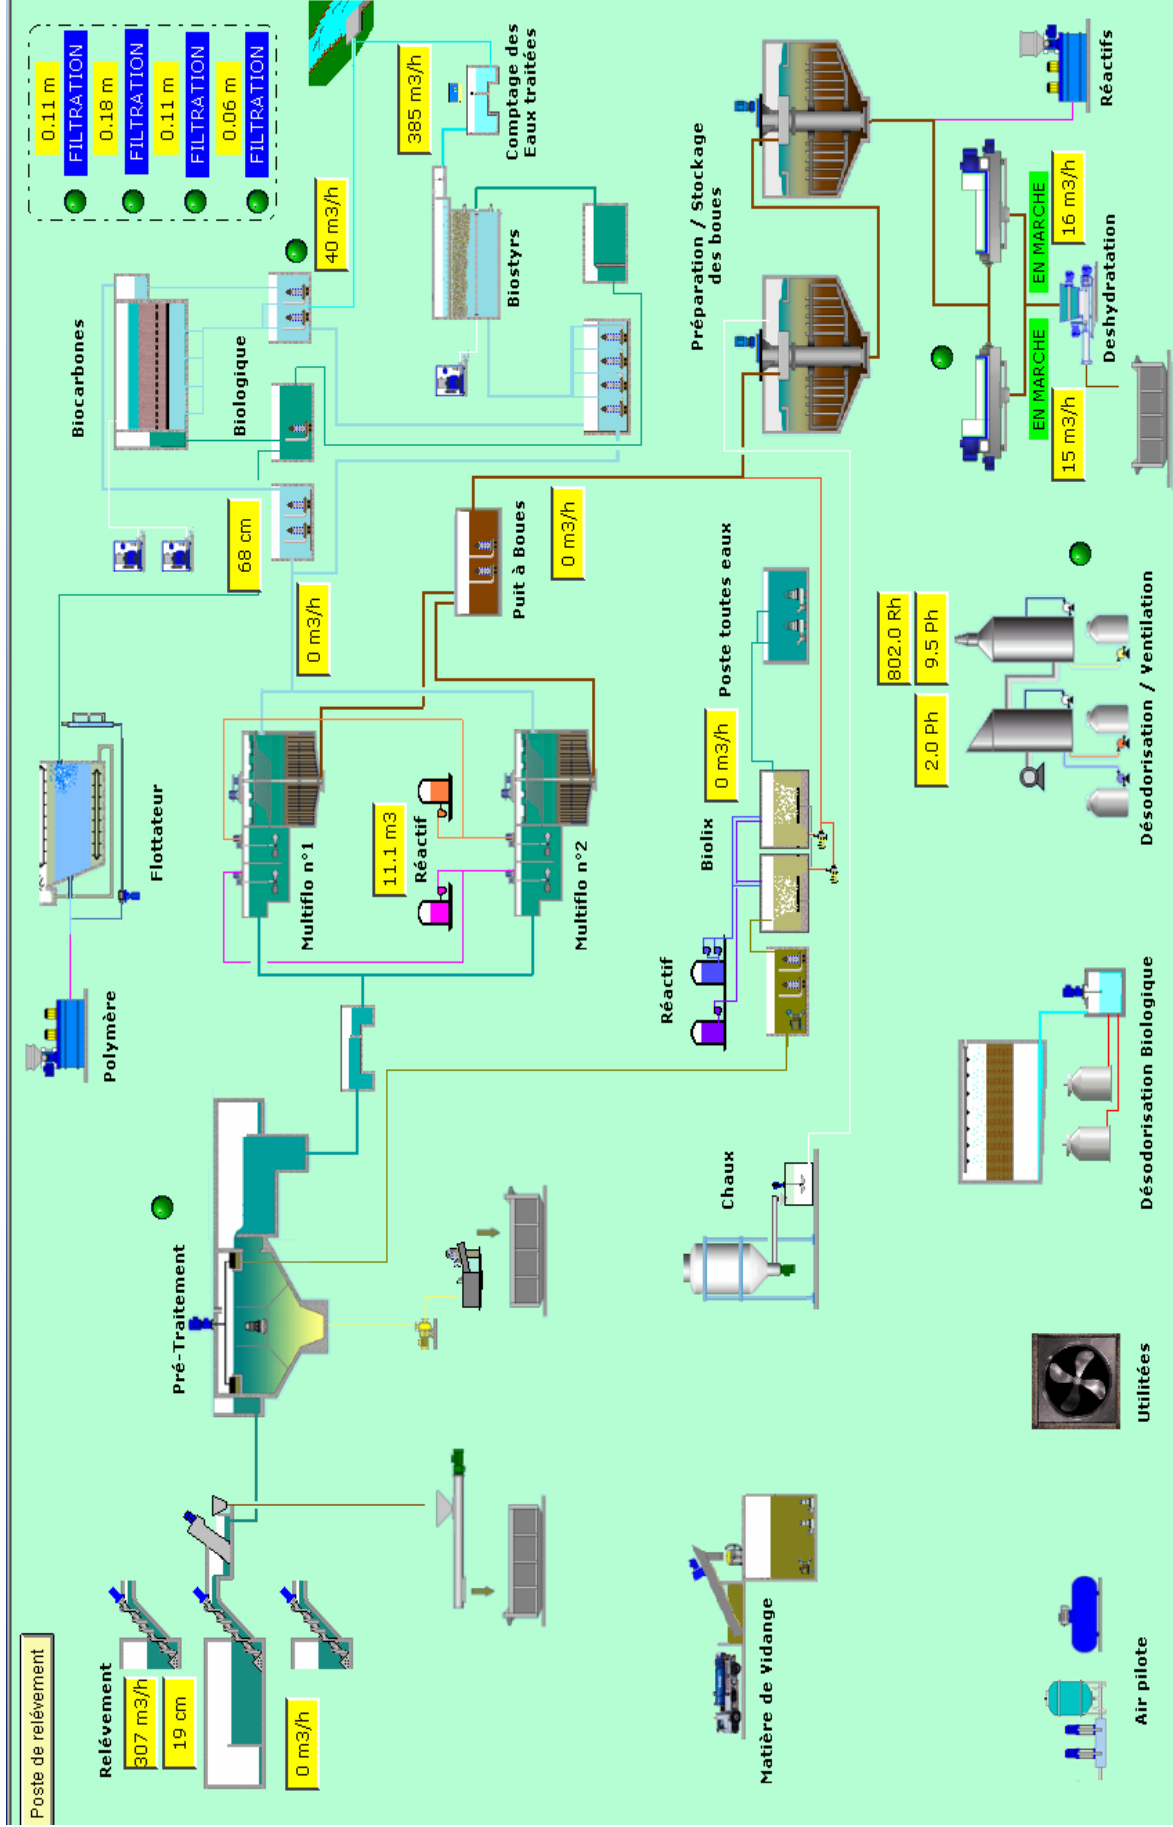 Poste de relévement
Relévement
307 m3/h
19 cm
0 m3/h
Pré-Traitement
Polymère
Flottateur
Multiflo n°1
11.1 m3
Réactif
Multiflo n°2
0 m3/h
68 cm
Biocarbones
Biologique
40 m3/h
0.11 m
FILTRATION
0.18 m
FILTRATION
0.11 m
FILTRATION
0.06 m
FILTRATION
385 m3/h
Comptage des
Eaux traitées
Biostyrs
Puit à Boues
0 m3/h
Matière de Vidange
Chaux
Réactif
Biolix
0 m3/h
Poste toutes eaux
Préparation / Stockage
des boues
Air pilote
Utilitées
Désodorisation Biologique
2.0 Ph
802.0 Rh
9.5 Ph
Désodorisation / Ventilation
15 m3/h
EN MARCHE
EN MARCHE
16 m3/h
Deshydratation
Réactifs